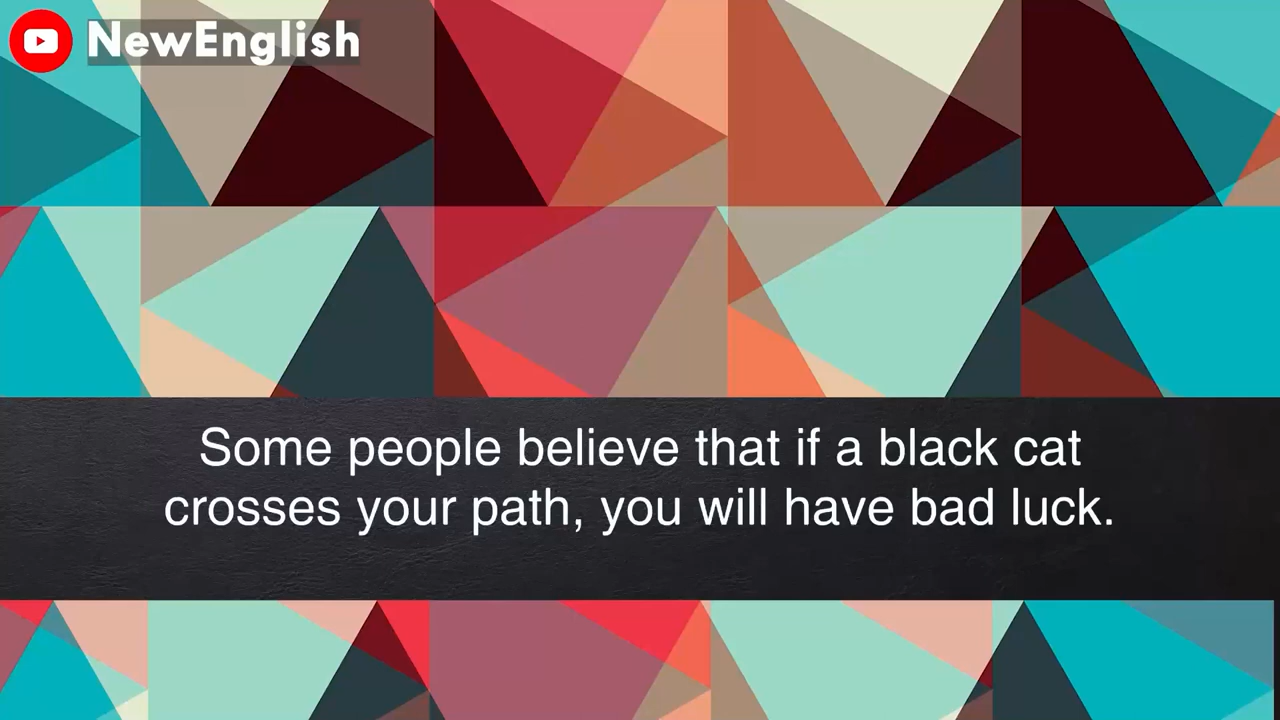 NewEnglish
Some people believe that if a black cat
crosses your path, you will have bad luck.